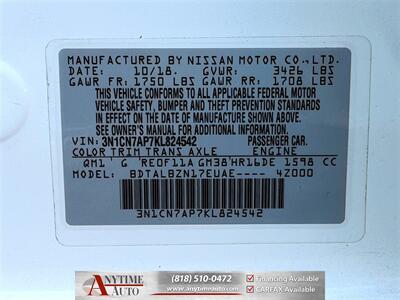 MANUFACTURED BY NISSAN MOTOR CO., LTD.
DATE: 10/18. GVWR: 3426 LBS
GAWR FR: 1750 LBS GAWR RR: 1708 LBS
THIS VEHICLE CONFORMS TO ALL APPLICABLE FEDERAL MOTOR
VEHICLE SAFETY, BUMPER AND THEFT PREVENTION STANDARDS
IN EFFECT ON THE DATE OF MANUFACTURE SHOWN ABOVE.
SEE OWNER'S MANUAL FOR ADDITIONAL INFORMATION.
VIN: 3N1CN7AP7KL824542 PASSENGER CAR.
COLOR TRIM TRANS AXLE ENGINE
QM1' G 'RE0F11A GM38'HR16DE 1598 CC
MODEL: BDTALBZN17EUAE---- 4Z000
3N1CN7AP7KL824542
ANYTIME AUTO
(818) 510-0472
Financing Available
CARFAX Available